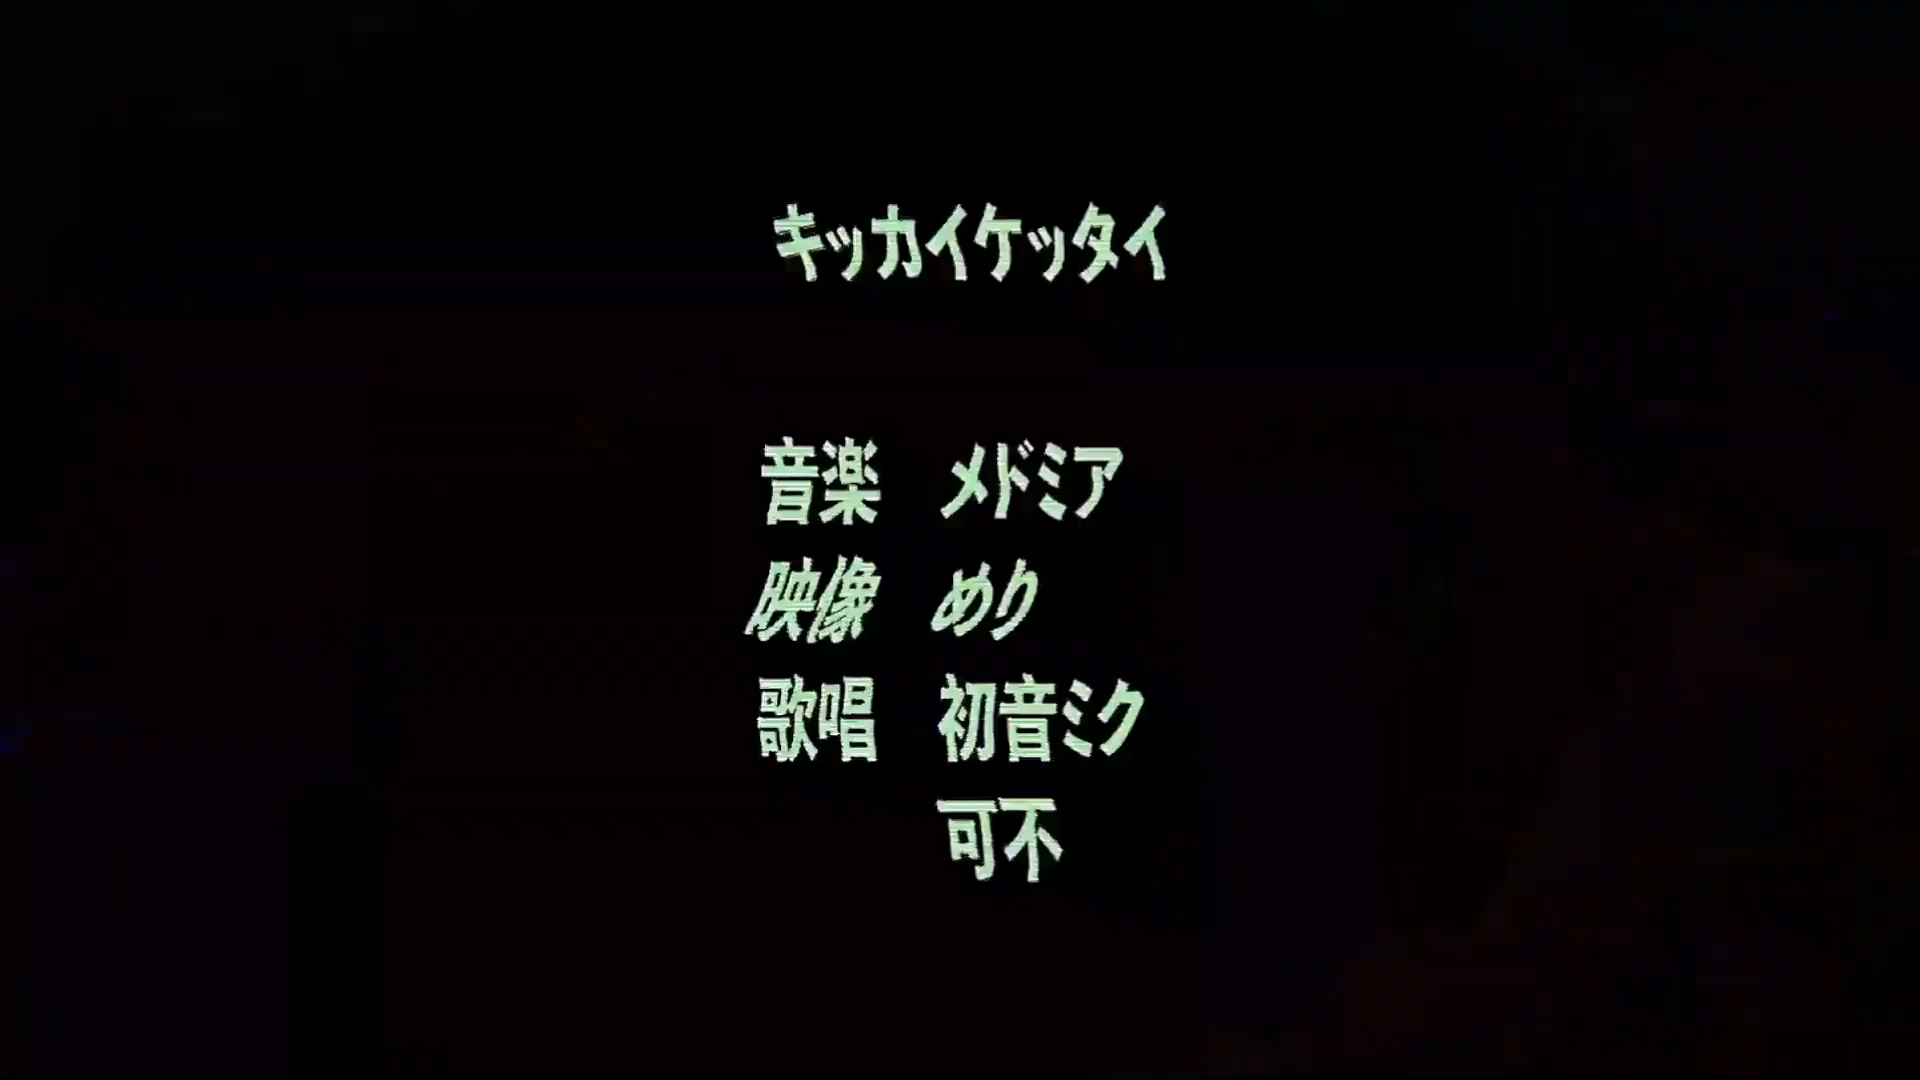 キッカイケッタイ
音楽　メドミア
映像　めり
歌唱　初音ミク
可不